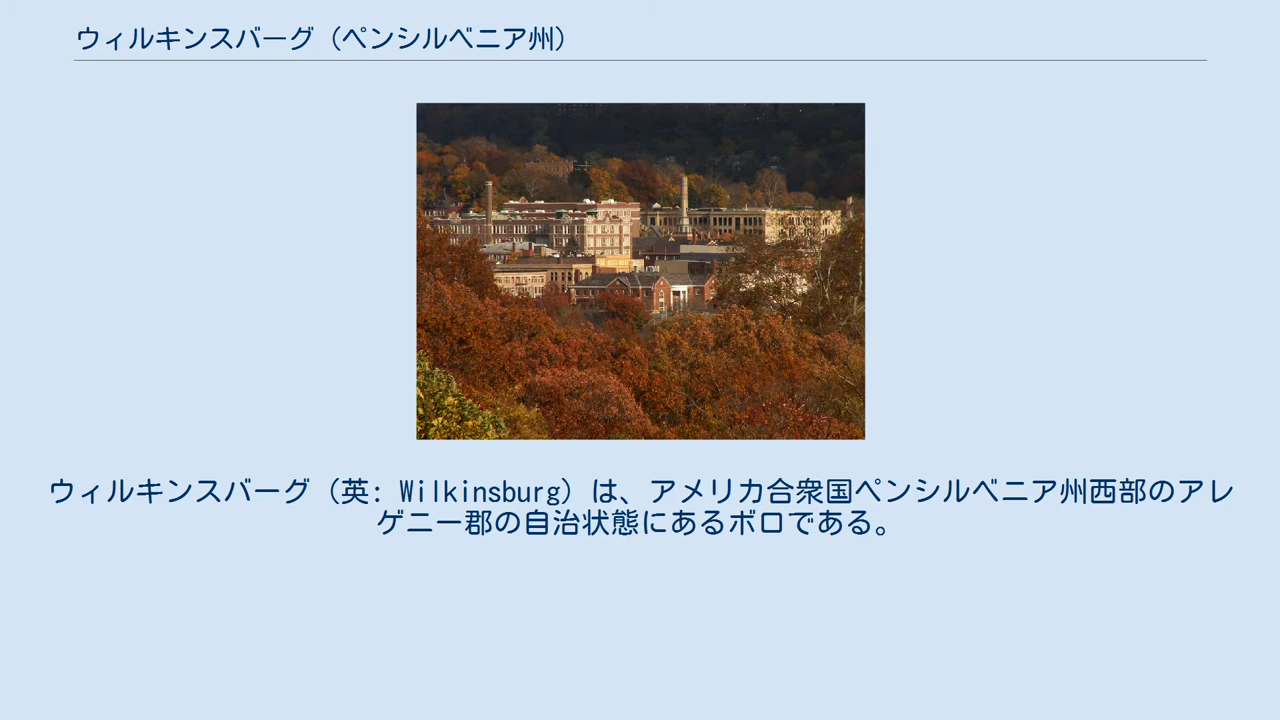 ウィルキンスバーグ（ペンシルベニア州）
ウィルキンスバーグ（英: Wilkinsburg）は、アメリカ合衆国ペンシルベニア州西部のアレ
ゲニー郡の自治状態にあるボロである。